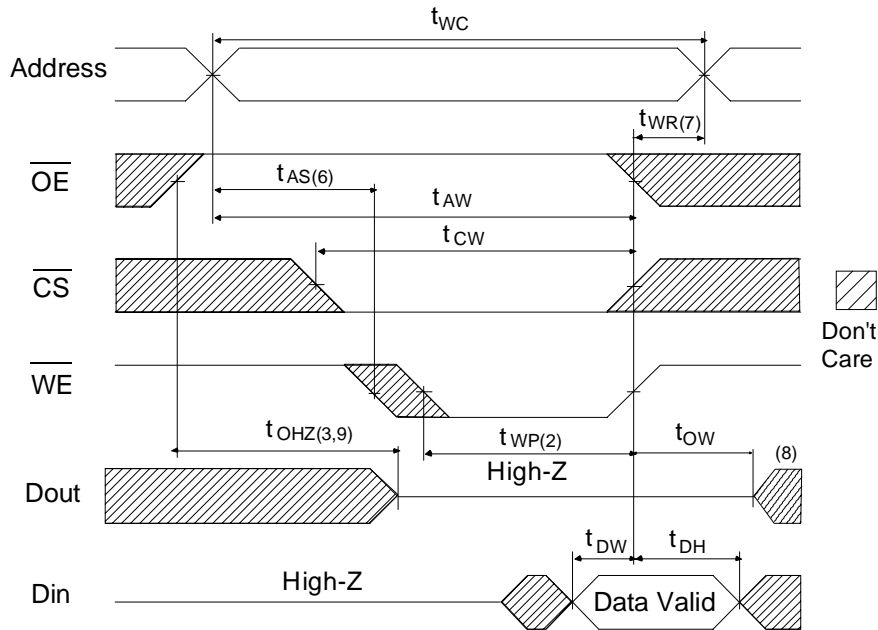 tWC
Address
tWR(7)
OE
tAS(6)
tAW
tCW
CS
Don't
Care
WE
tOHZ(3,9)
tWP(2)
tOW
(8)
High-Z
Dout
tDW
tDH
High-Z
Din
Data Valid